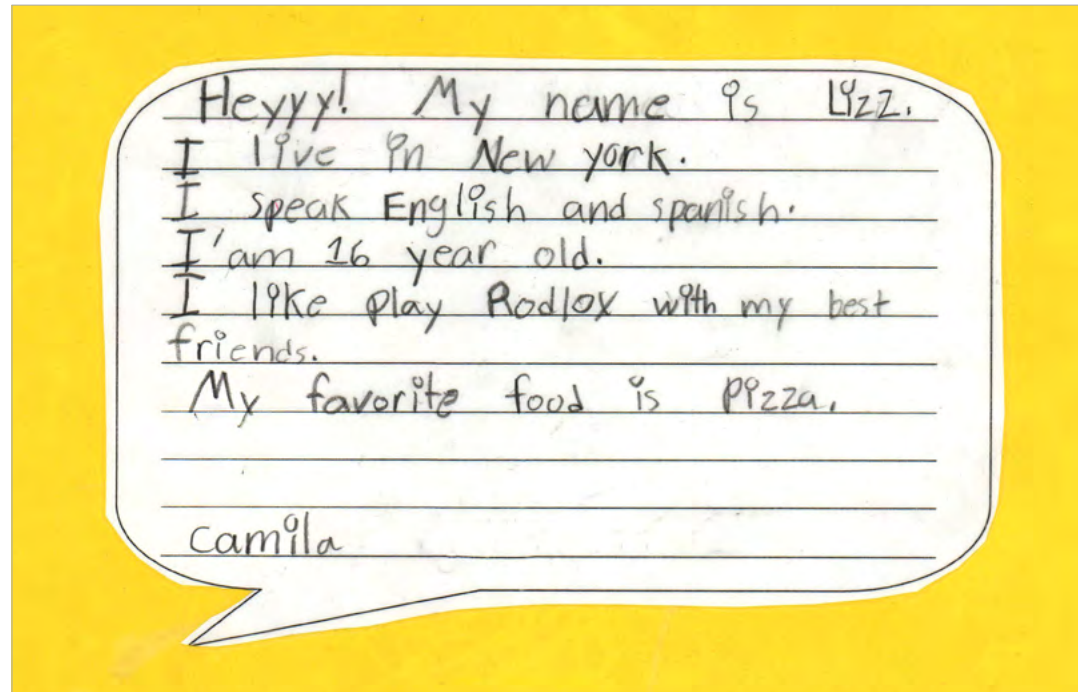 Heyyy! My name is Lizz.
I live in New york.
I speak English and spanish.
I'am 16 year old.
I like play Rodlox with my best
friends.
My favorite food is pizza.
camila